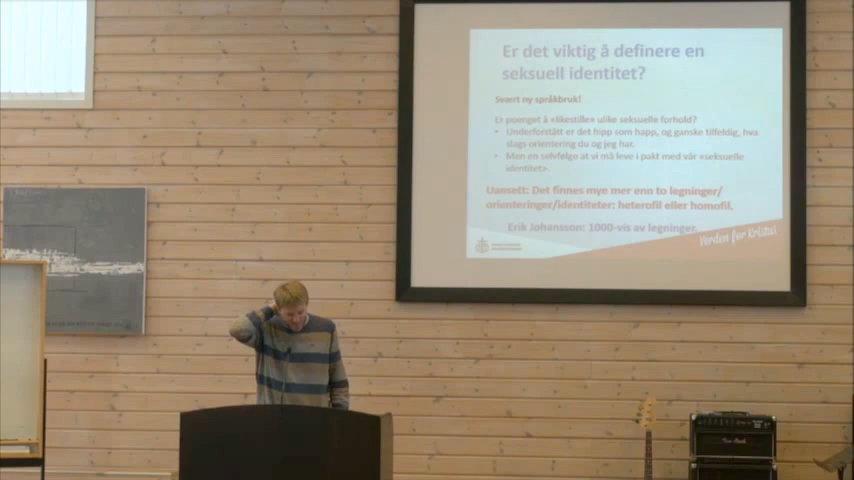 Er det viktig å definere en
seksuell identitet?
Svært ny språkbruk!
Er poenget å «likestille» ulike seksuelle forhold?
• Underforstått er det hipp som happ, og ganske tilfeldig, hva
slags orientering du og jeg har.
• Men en selvfølge at vi må leve i pakt med vår «seksuelle
identitet».
Uansett: Det finnes mye mer enn to legninger/
orienteringer/identiteter: heterofil eller homofil.
Erik Johansson: 1000-vis av legninger.
Verden for Kristus!